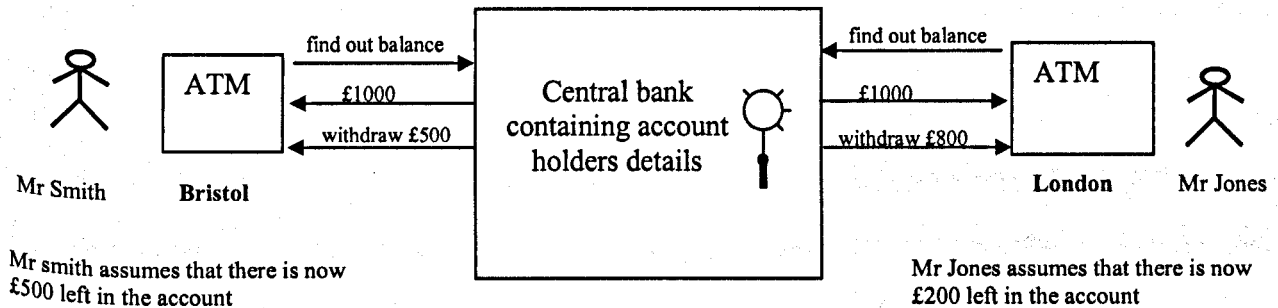 find out balance
ATM
£1000
withdraw £500
Mr Smith
Bristol
Central bank
containing account
holders details
find out balance
ATM
£1000
withdraw £800
London
Mr Jones
Mr smith assumes that there is now
£500 left in the account
Mr Jones assumes that there is now
£200 left in the account